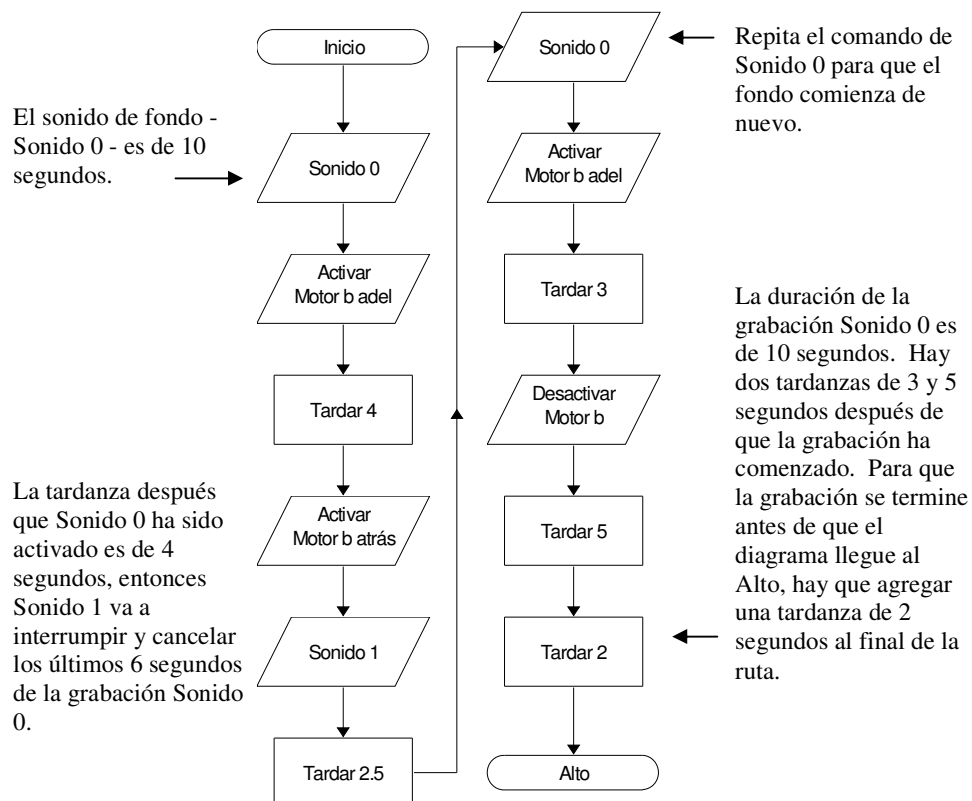 Inicio
El sonido de fondo -
Sonido 0 - es de 10
segundos.
Sonido 0
Activar
Motor b adel
Tardar 4
La tardanza después
que Sonido 0 ha sido
activado es de 4
segundos, entonces
Sonido 1 va a
interrumpir y cancelar
los últimos 6 segundos
de la grabación Sonido
0.
Activar
Motor b atrás
Sonido 1
Tardar 2.5
Sonido 0
Repita el comando de
Sonido 0 para que el
fondo comienza de
nuevo.
Activar
Motor b adel
Tardar 3
Desactivar
Motor b
Tardar 5
La duración de la
grabación Sonido 0 es
de 10 segundos. Hay
dos tardanzas de 3 y 5
segundos después de
que la grabación ha
comenzado. Para que
la grabación se termine
antes de que el
diagrama llegue al
Alto, hay que agregar
una tardanza de 2
segundos al final de la
ruta.
Tardar 2
Alto